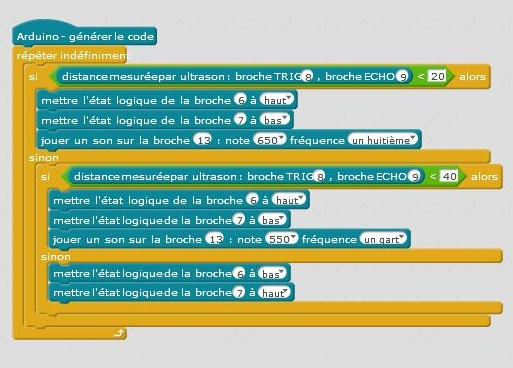 Arduino - générer le code
répéter indéfiniment
si distance mesurée par ultrason : broche TRIG 8 , broche ECHO 9 < 20 alors
mettre l'état logique de la broche 6 à haut
mettre l'état logique de la broche 7 à bas
jouer un son sur la broche 13 : note 650 fréquence un huitième
sinon
si distance mesurée par ultrason : broche TRIG 8 , broche ECHO 9 < 40 alors
mettre l'état logique de la broche 6 à haut
mettre l'état logique de la broche 7 à bas
jouer un son sur la broche 13 : note 550 fréquence un qart
sinon
mettre l'état logique de la broche 6 à bas
mettre l'état logique de la broche 7 à haut